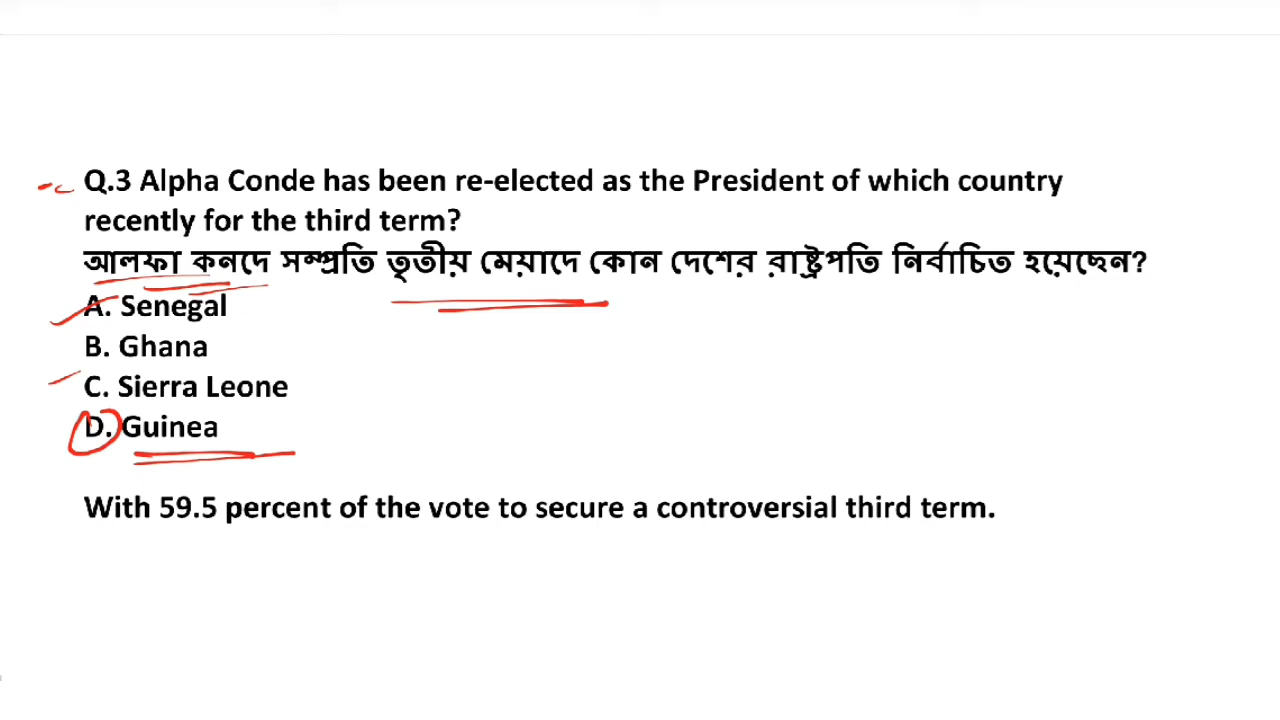 Q.3 Alpha Conde has been re-elected as the President of which country
recently for the third term?
আলফা কনদে সম্প্রতি তৃতীয় মেয়াদে কোন দেশের রাষ্ট্রপতি নির্বাচিত হয়েছেন?
A. Senegal
B. Ghana
C. Sierra Leone
D. Guinea
With 59.5 percent of the vote to secure a controversial third term.